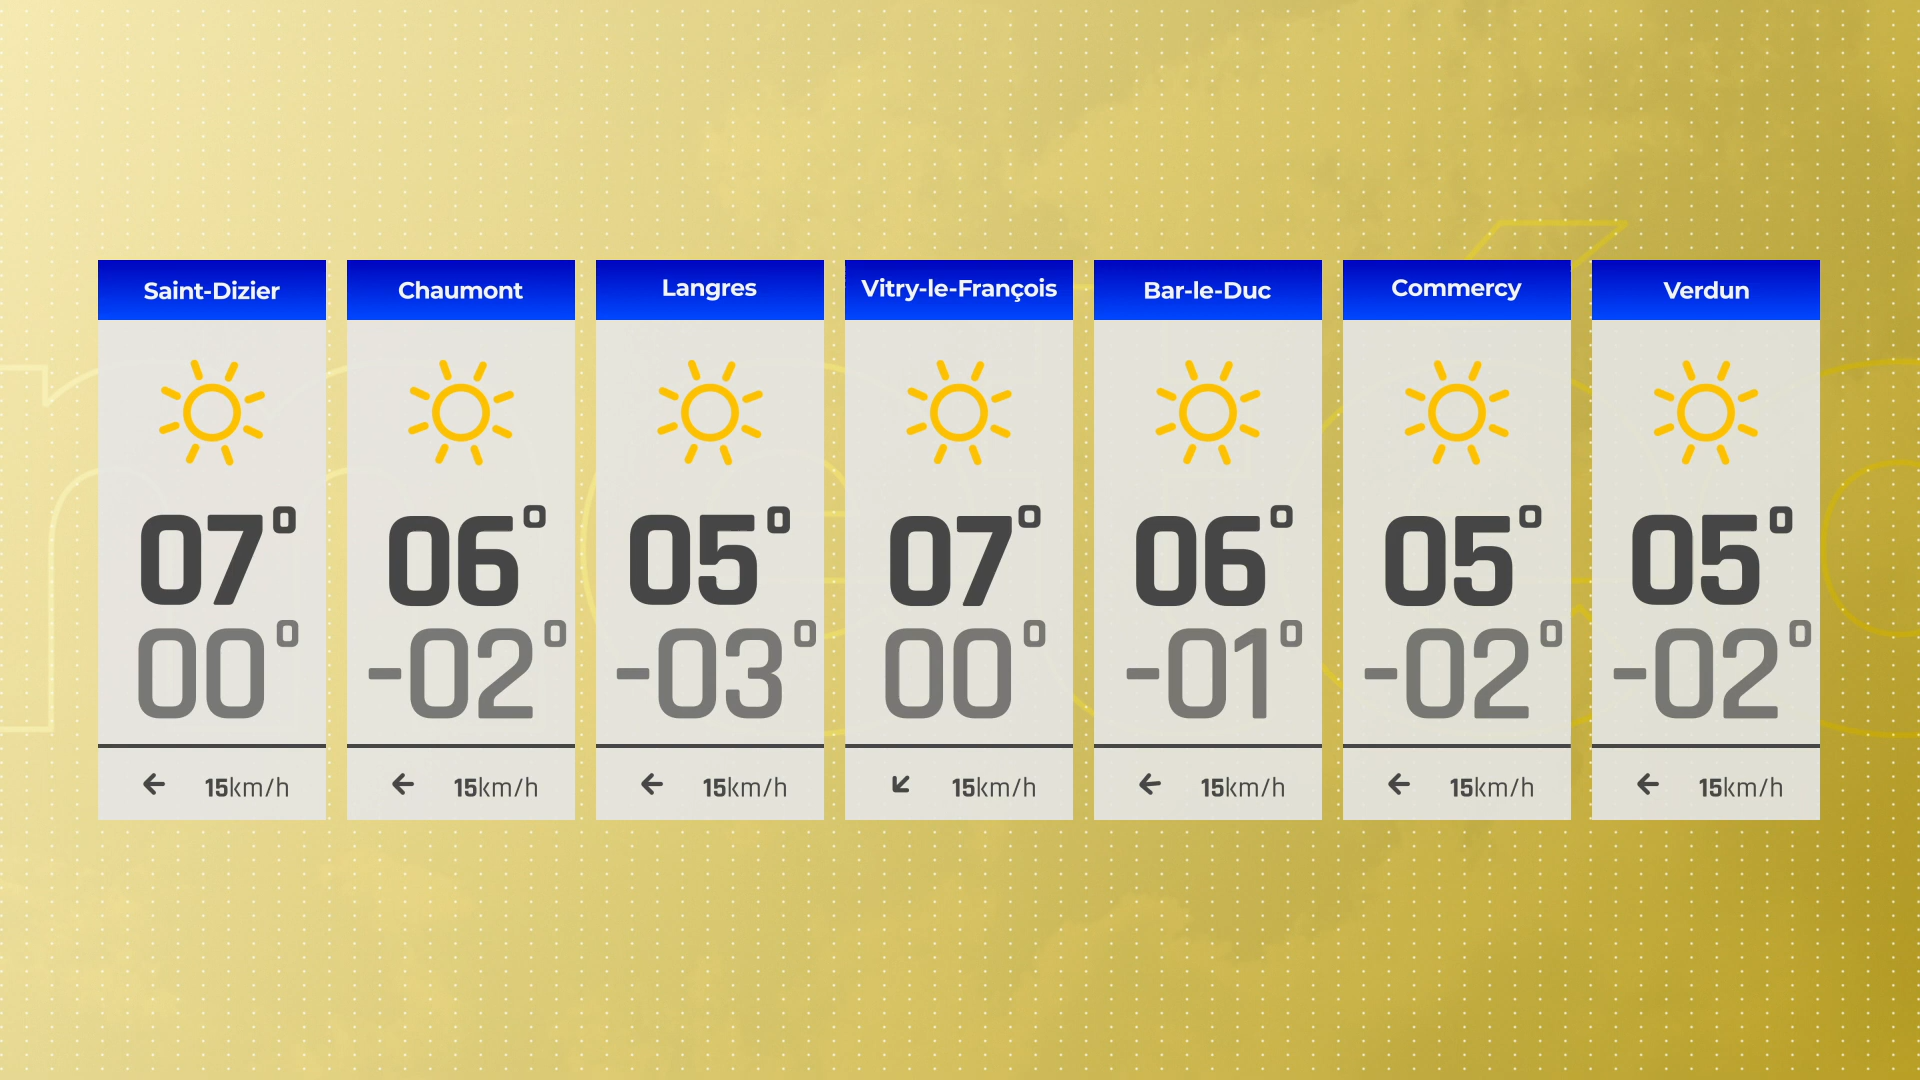 Saint-Dizier
07°
00°
15km/h
Chaumont
06°
-02°
15km/h
Langres
05°
-03°
15km/h
Vitry-le-François
07°
00°
15km/h
Bar-le-Duc
06°
-01°
15km/h
Commercy
05°
-02°
15km/h
Verdun
05°
-02°
15km/h